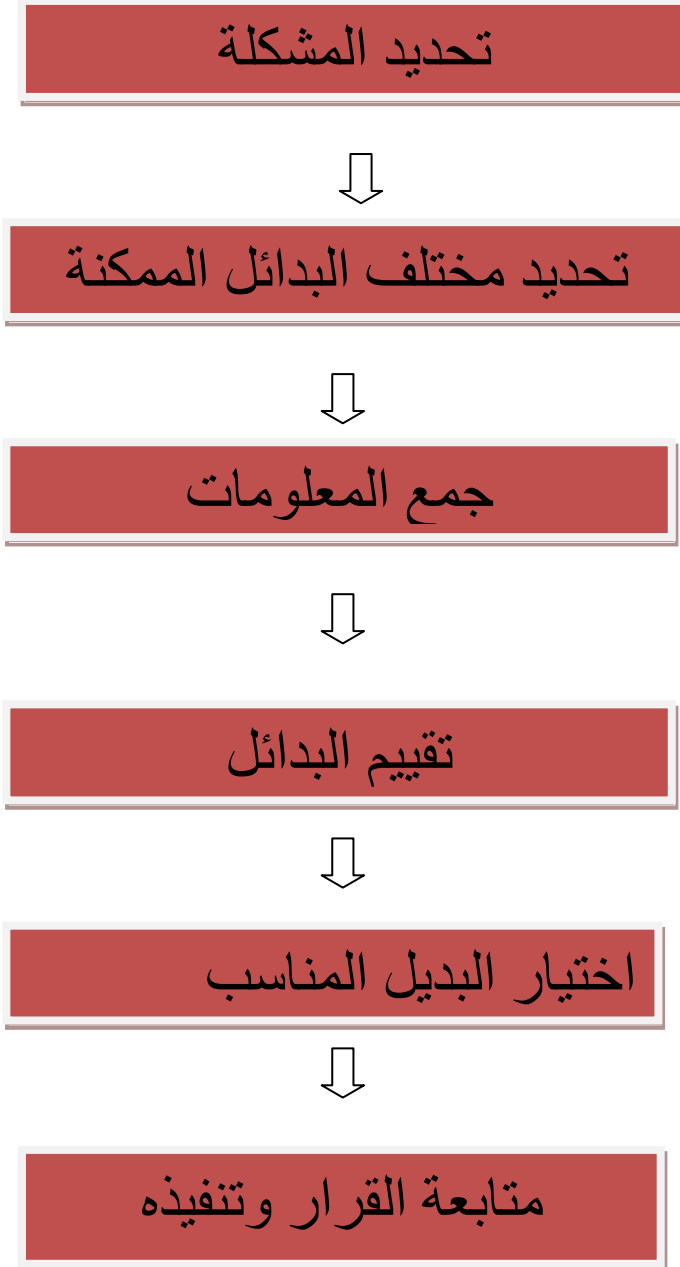 تحديد المشكلة
تحديد مختلف البدائل الممكنة
جمع المعلومات
تقييم البدائل
اختيار البديل المناسب
متابعة القرار وتنفيذه